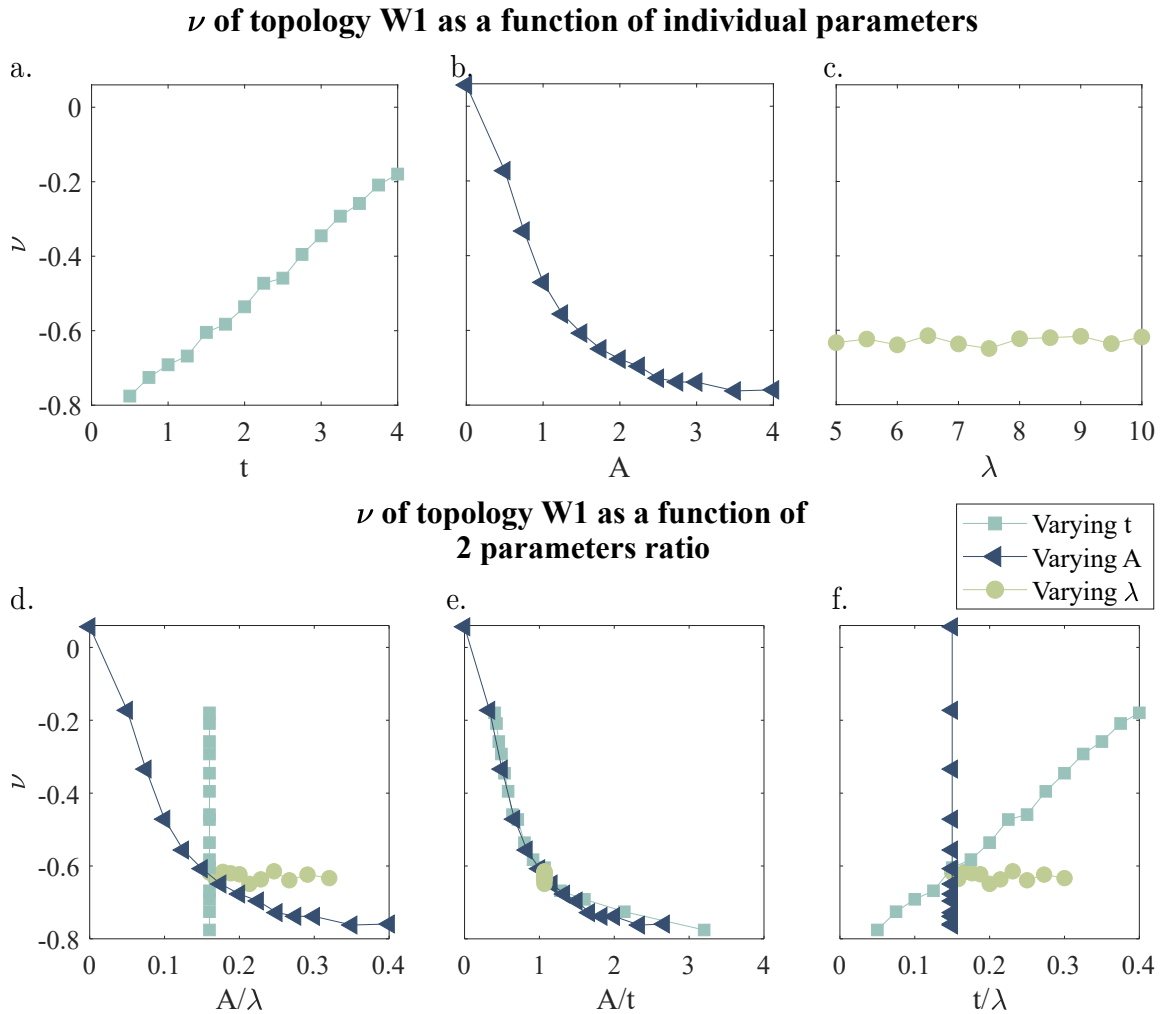 ν of topology W1 as a function of individual parameters
a.
b.
c.
0
-0.2
-0.4
-0.6
-0.8
ν
0 1 2 3 4
t
0 1 2 3 4
A
5 6 7 8 9 10
λ
ν of topology W1 as a function of
2 parameters ratio
Varying t
Varying A
Varying λ
d.
e.
f.
0
-0.2
-0.4
-0.6
-0.8
ν
0 0.1 0.2 0.3 0.4
A/λ
0 1 2 3 4
A/t
0 0.1 0.2 0.3 0.4
t/λ